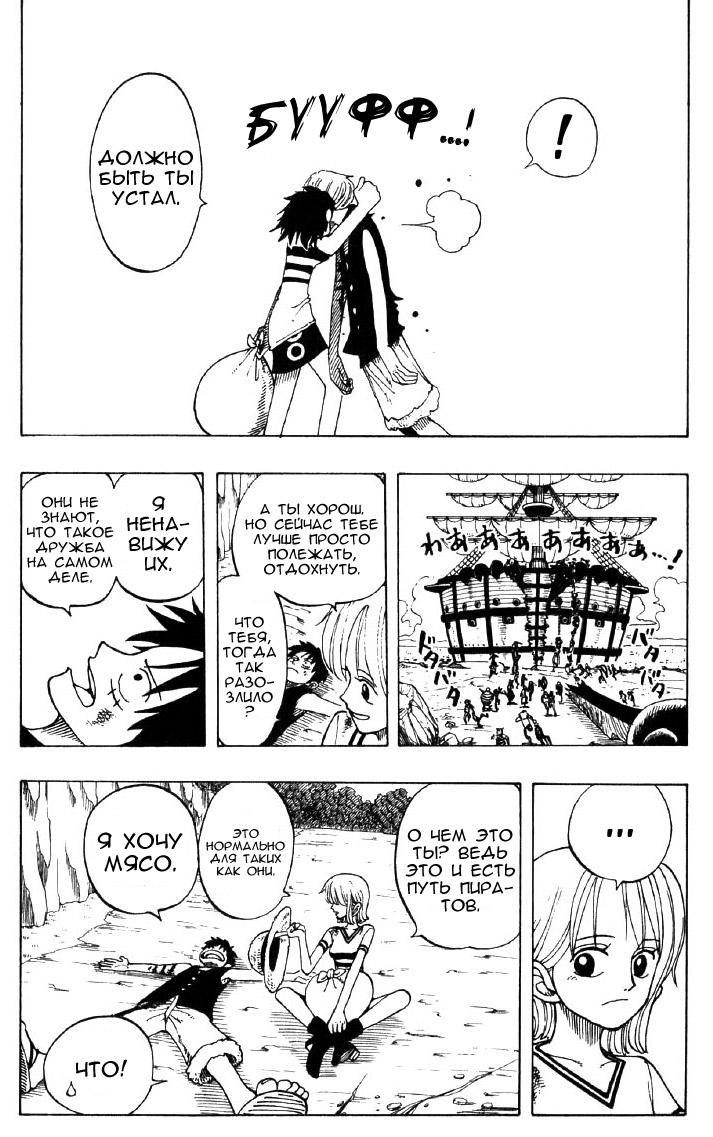 !
БУУФФ...!
ДОЛЖНО
БЫТЬ ТЫ
УСТАЛ.
わあああああああ…!
バタバタ
ドタドタ
А ТЫ ХОРОШ.
НО СЕЙЧАС ТЕБЕ
ЛУЧШЕ ПРОСТО
ПОЛЕЖАТЬ,
ОТДОХНУТЬ.
ЧТО
ТЕБЯ,
ТОГДА
ТАК
РАЗО-
ЗЛИЛО
?
Я
НЕНА-
ВИЖУ
ИХ.
ОНИ НЕ
ЗНАЮТ,
ЧТО ТАКОЕ
ДРУЖБА
НА САМОМ
ДЕЛЕ.
...
О ЧЕМ ЭТО
ТЫ? ВЕДЬ
ЭТО И ЕСТЬ
ПУТЬ ПИРА-
ТОВ.
ЭТО
НОРМАЛЬНО
ДЛЯ ТАКИХ
КАК ОНИ.
Я ХОЧУ
МЯСО.
ЧТО!